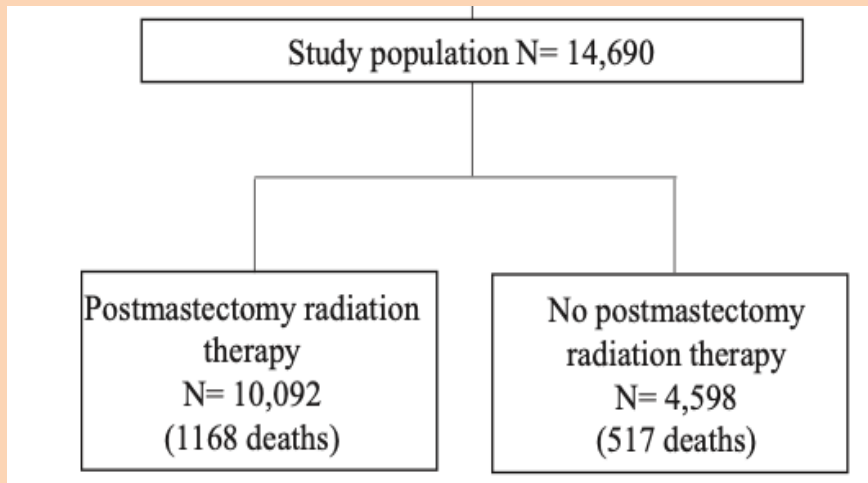 Study population N= 14,690
Postmastectomy radiation
therapy
N= 10,092
(1168 deaths)
No postmastectomy
radiation therapy
N= 4,598
(517 deaths)